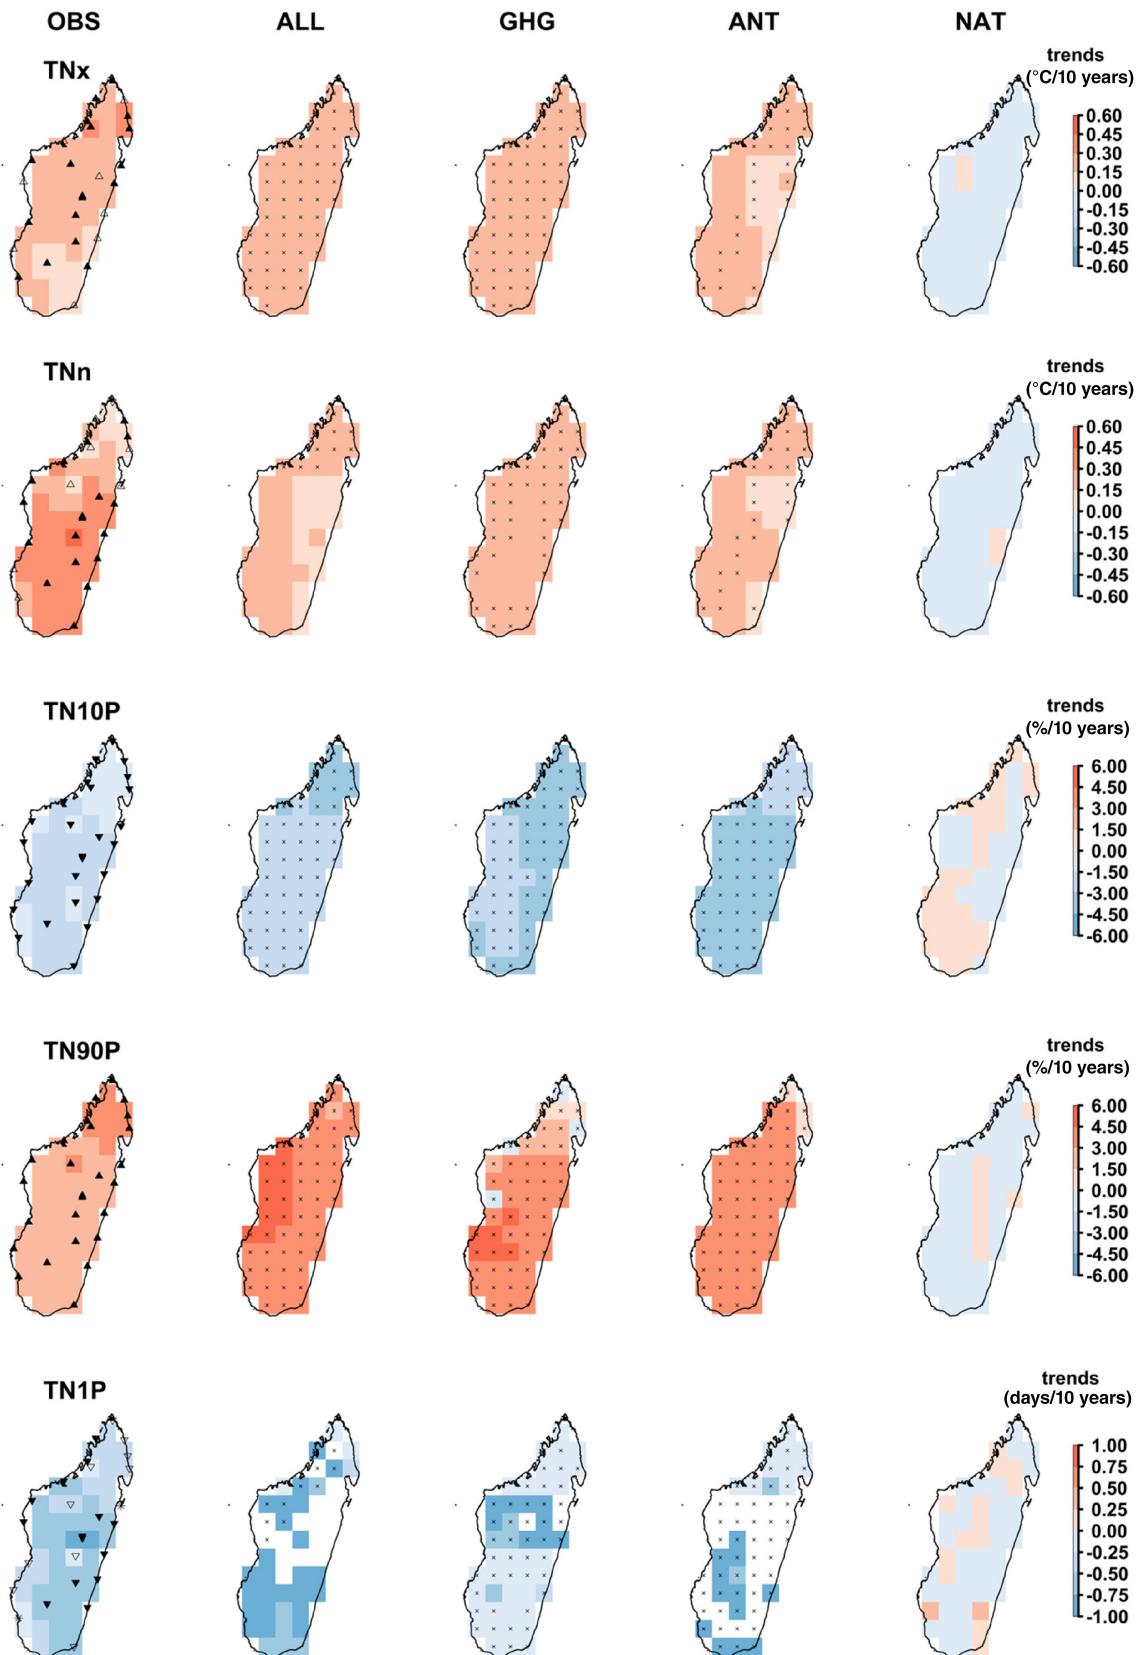 OBS ALL GHG ANT NAT
TNx
trends
(°C/10 years)
0.60
0.45
0.30
0.15
0.00
-0.15
-0.30
-0.45
-0.60
TNn
trends
(°C/10 years)
0.60
0.45
0.30
0.15
0.00
-0.15
-0.30
-0.45
-0.60
TN10P
trends
(%/10 years)
6.00
4.50
3.00
1.50
0.00
-1.50
-3.00
-4.50
-6.00
TN90P
trends
(%/10 years)
6.00
4.50
3.00
1.50
0.00
-1.50
-3.00
-4.50
-6.00
TN1P
trends
(days/10 years)
1.00
0.75
0.50
0.25
0.00
-0.25
-0.50
-0.75
-1.00